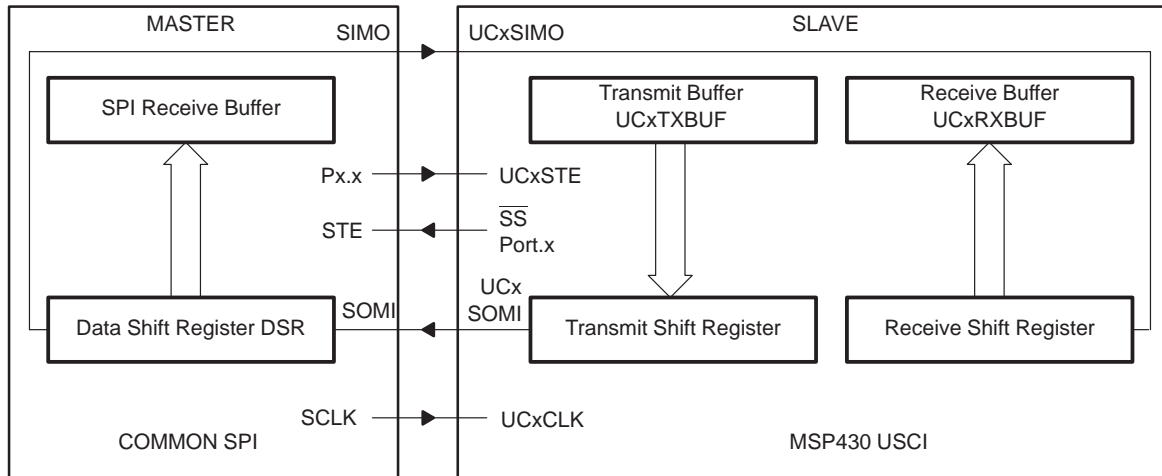 MASTER
SIMO
SPI Receive Buffer
Px.x
STE
SOMI
Data Shift Register DSR
SCLK
COMMON SPI
UCxSIMO
SLAVE
Transmit Buffer
UCxTXBUF
Receive Buffer
UCxRXBUF
UCxSTE
SS
Port.x
UCx
SOMI
Transmit Shift Register
Receive Shift Register
UCxCLK
MSP430 USCI